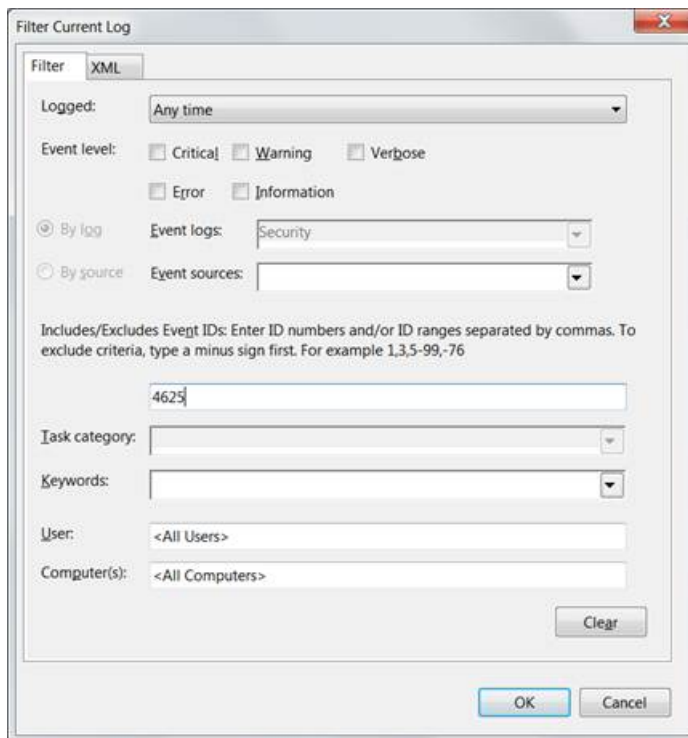 Filter Current Log
Filter XML
Logged: Any time
Event level: Critical Warning Verbose
Error Information
By log Event logs: Security
By source Event sources:
Includes/Excludes Event IDs: Enter ID numbers and/or ID ranges separated by commas. To
exclude criteria, type a minus sign first. For example 1,3,5-99,-76
4625
Task category:
Keywords:
User: <All Users>
Computer(s): <All Computers>
Clear
OK Cancel